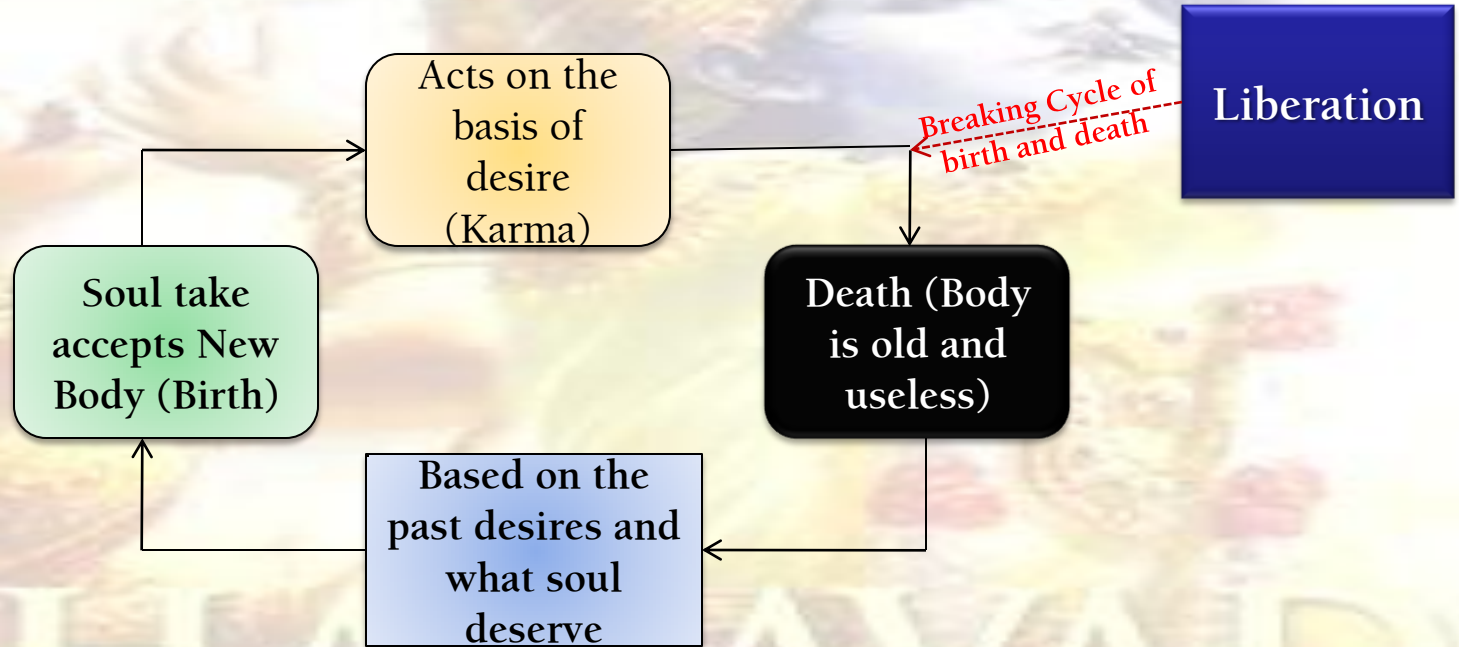 Acts on the
basis of
desire
(Karma)
Breaking Cycle of
birth and death
Liberation
Soul take
accepts New
Body (Birth)
Death (Body
is old and
useless)
Based on the
past desires and
what soul
deserve